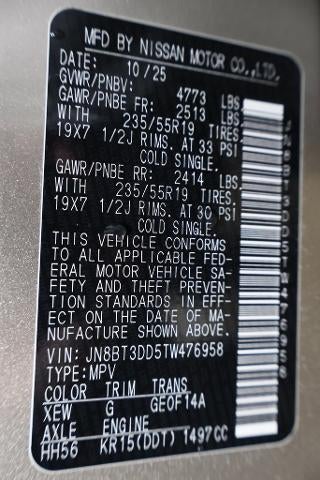 MFD BY NISSAN MOTOR CO.,LTD.
DATE: 10/25
GVWR/PNBV: 4773 LBS
GAWR/PNBE FR: 2513 LBS.
WITH 235/55R19 TIRES.
19X7 1/2J RIMS. AT 33 PSI
COLD SINGLE.
GAWR/PNBE RR: 2414 LBS.
WITH 235/55R19 TIRES.
19X7 1/2J RIMS. AT 30 PSI
COLD SINGLE.
THIS VEHICLE CONFORMS
TO ALL APPLICABLE FED-
ERAL MOTOR VEHICLE SA-
FETY AND THEFT PREVEN-
TION STANDARDS IN EFF-
ECT ON THE DATE OF MA-
NUFACTURE SHOWN ABOVE.
VIN: JN8BT3DD5TW476958
TYPE: MPV
COLOR TRIM TRANS
XEW G GEOF14A
AXLE ENGINE
HH56 KR15(DDT) 1497CC
JN8BT3DD5TW476958